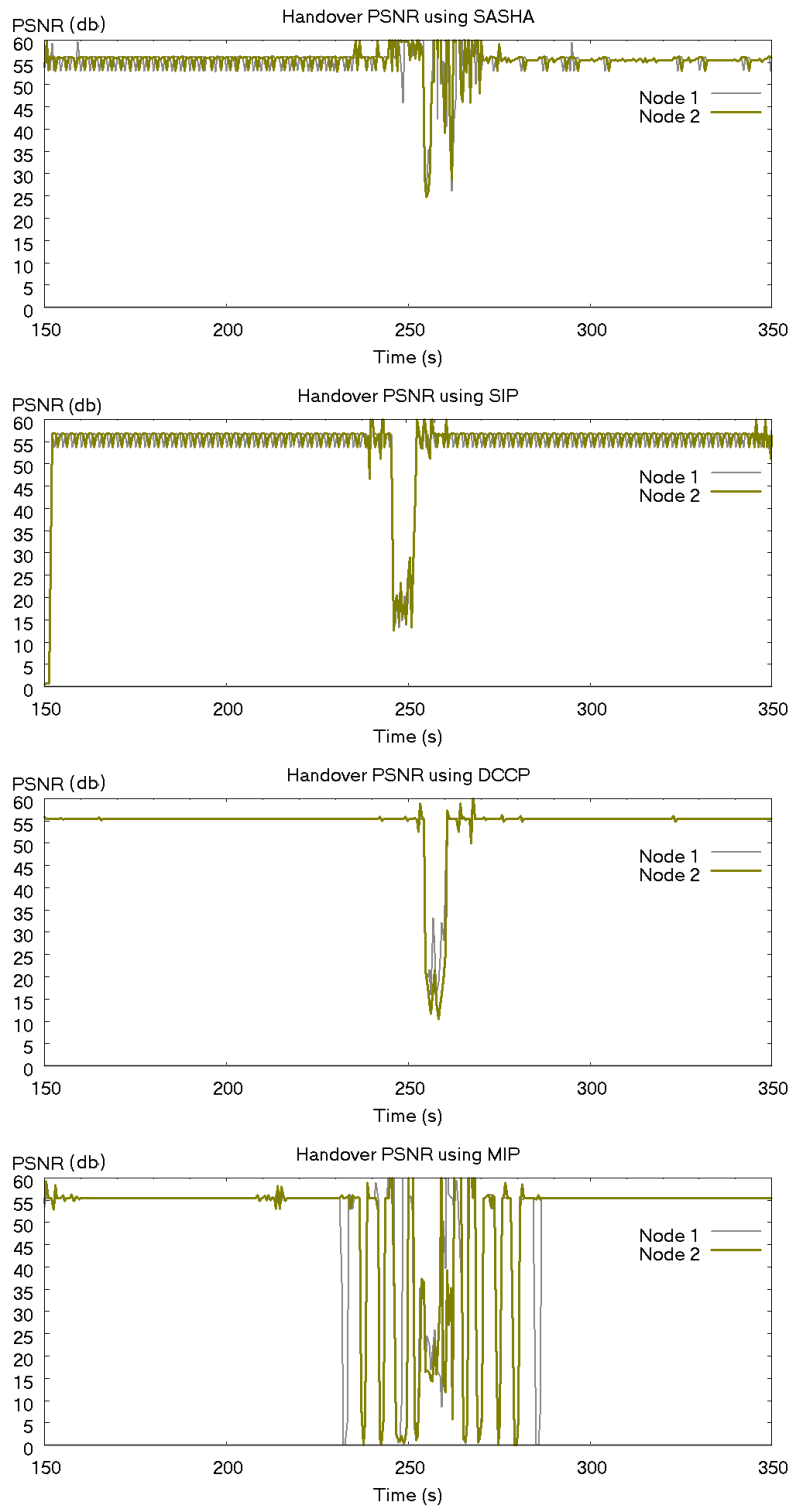 Handover PSNR using SASHA
PSNR (db)
60
55
50
45
40
35
30
25
20
15
10
5
0
Node 1
Node 2
150 200 250 300 350
Time (s)
Handover PSNR using SIP
PSNR (db)
60
55
50
45
40
35
30
25
20
15
10
5
0
Node 1
Node 2
150 200 250 300 350
Time (s)
Handover PSNR using DCCP
PSNR (db)
60
55
50
45
40
35
30
25
20
15
10
5
0
Node 1
Node 2
150 200 250 300 350
Time (s)
Handover PSNR using MIP
PSNR (db)
60
55
50
45
40
35
30
25
20
15
10
5
0
Node 1
Node 2
150 200 250 300 350
Time (s)